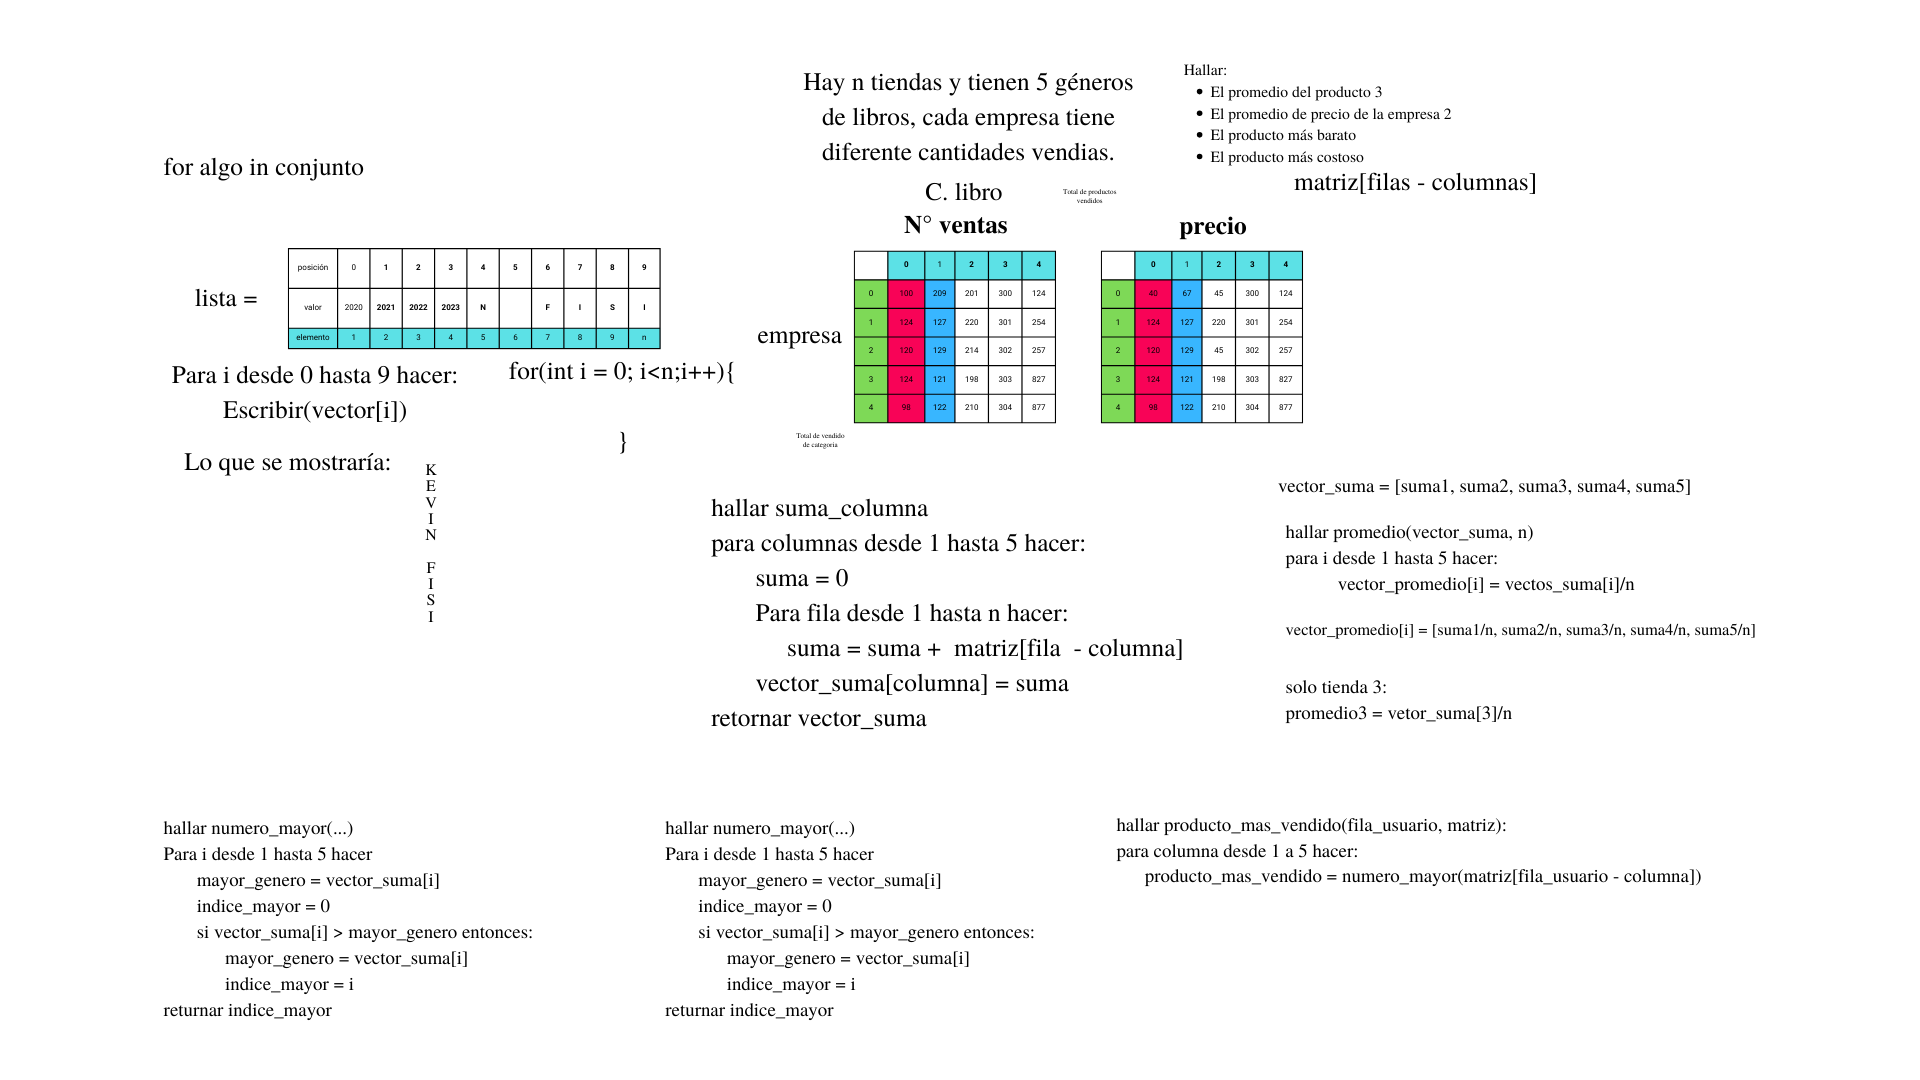 for algo in conjunto
lista =
posición 0 1 2 3 4 5 6 7 8 9
valor 2020 2021 2022 2023 N F I S I
elemento 1 2 3 4 5 6 7 8 9 n
Para i desde 0 hasta 9 hacer:
Escribir(vector[i])
for(int i = 0; i<n;i++){
}
Lo que se mostraría:
K
E
V
I
N
F
I
S
I
Hay n tiendas y tienen 5 géneros
de libros, cada empresa tiene
diferente cantidades vendias.
Hallar:
• El promedio del producto 3
• El promedio de precio de la empresa 2
• El producto más barato
• El producto más costoso
matriz[filas - columnas]
C. libro
Total de productos
vendidos
N° ventas
empresa
0 1 2 3 4
0 100 209 201 300 124
1 124 127 220 301 254
2 120 129 214 302 257
3 124 121 198 303 827
4 98 122 210 304 877
Total de vendido
de categoría
precio
0 1 2 3 4
0 40 67 45 300 124
1 124 127 220 301 254
2 120 129 45 302 257
3 124 121 198 303 827
4 98 122 210 304 877
hallar suma_columna
para columnas desde 1 hasta 5 hacer:
suma = 0
Para fila desde 1 hasta n hacer:
suma = suma + matriz[fila - columna]
vector_suma[columna] = suma
retornar vector_suma
vector_suma = [suma1, suma2, suma3, suma4, suma5]
hallar promedio(vector_suma, n)
para i desde 1 hasta 5 hacer:
vector_promedio[i] = vectos_suma[i]/n
vector_promedio[i] = [suma1/n, suma2/n, suma3/n, suma4/n, suma5/n]
solo tienda 3:
promedio3 = vetor_suma[3]/n
hallar numero_mayor(...)
Para i desde 1 hasta 5 hacer
mayor_genero = vector_suma[i]
indice_mayor = 0
si vector_suma[i] > mayor_genero entonces:
mayor_genero = vector_suma[i]
indice_mayor = i
returnar indice_mayor
hallar numero_mayor(...)
Para i desde 1 hasta 5 hacer
mayor_genero = vector_suma[i]
indice_mayor = 0
si vector_suma[i] > mayor_genero entonces:
mayor_genero = vector_suma[i]
indice_mayor = i
returnar indice_mayor
hallar producto_mas_vendido(fila_usuario, matriz):
para columna desde 1 a 5 hacer:
producto_mas_vendido = numero_mayor(matriz[fila_usuario - columna])